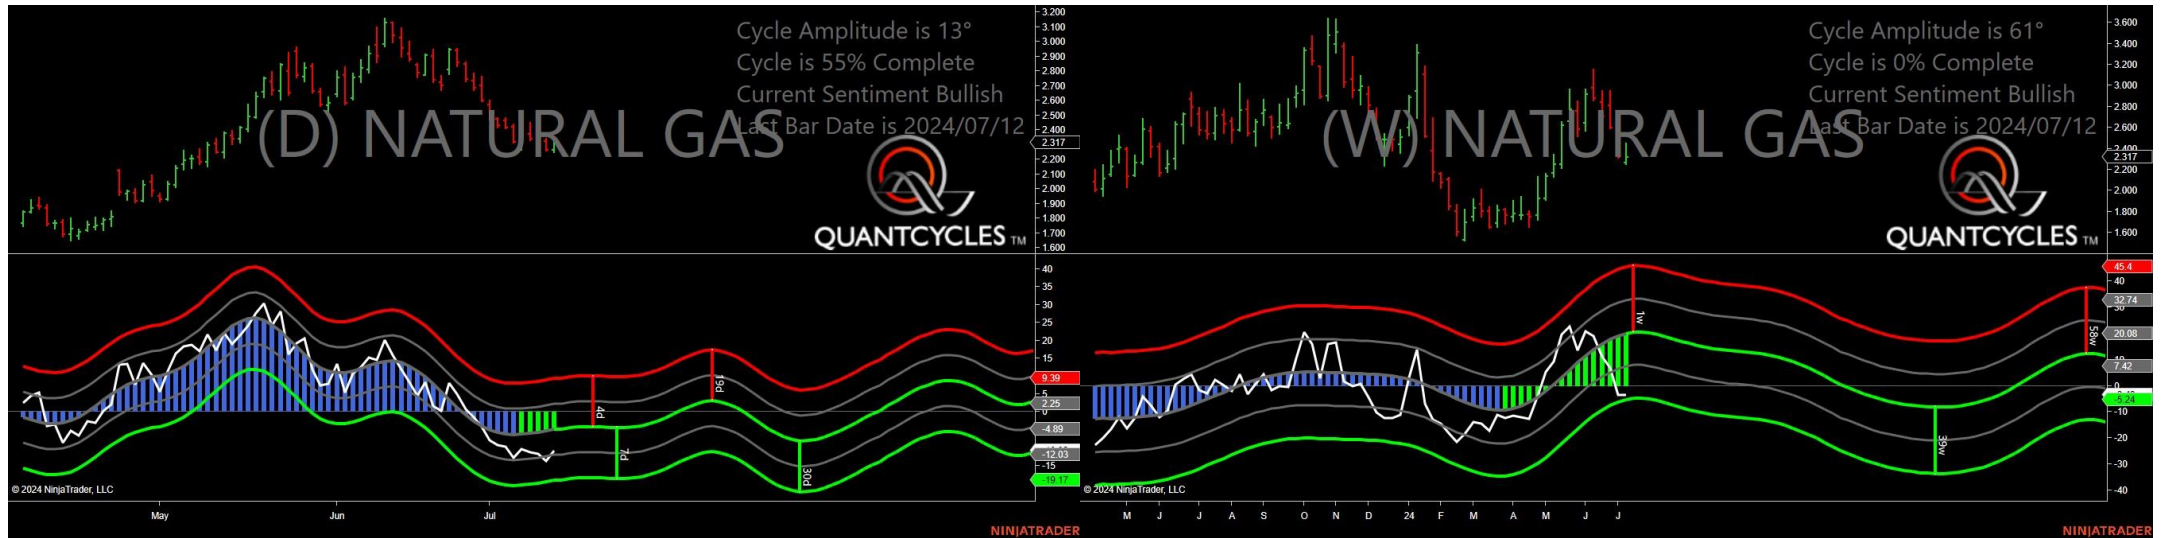 Cycle Amplitude is 13°
Cycle is 55% Complete
Current Sentiment Bullish
Last Bar Date is 2024/07/12
(D) NATURAL GAS
QUANTCYCLES TM
3.200
3.100
3.000
2.900
2.800
2.700
2.600
2.500
2.400
2.317
2.200
2.100
2.000
1.900
1.800
1.700
1.600
40
35
30
25
20
15
9.39
5
2.25
0
-4.89
-12.03
-15
-19.17
4d
7d
19d
30d
© 2024 NinjaTrader, LLC
May
Jun
Jul
NINJATRADER
Cycle Amplitude is 61°
Cycle is 0% Complete
Current Sentiment Bullish
Last Bar Date is 2024/07/12
(W) NATURAL GAS
QUANTCYCLES TM
3.600
3.400
3.200
3.000
2.800
2.600
2.400
2.317
2.200
2.000
1.800
1.600
45.4
40
32.74
30
20.08
10
7.42
0
-5.24
-10
-20
-30
-40
1w
39w
58w
© 2024 NinjaTrader, LLC
M
J
J
A
S
O
N
D
24
F
M
A
M
J
J
NINJATRADER